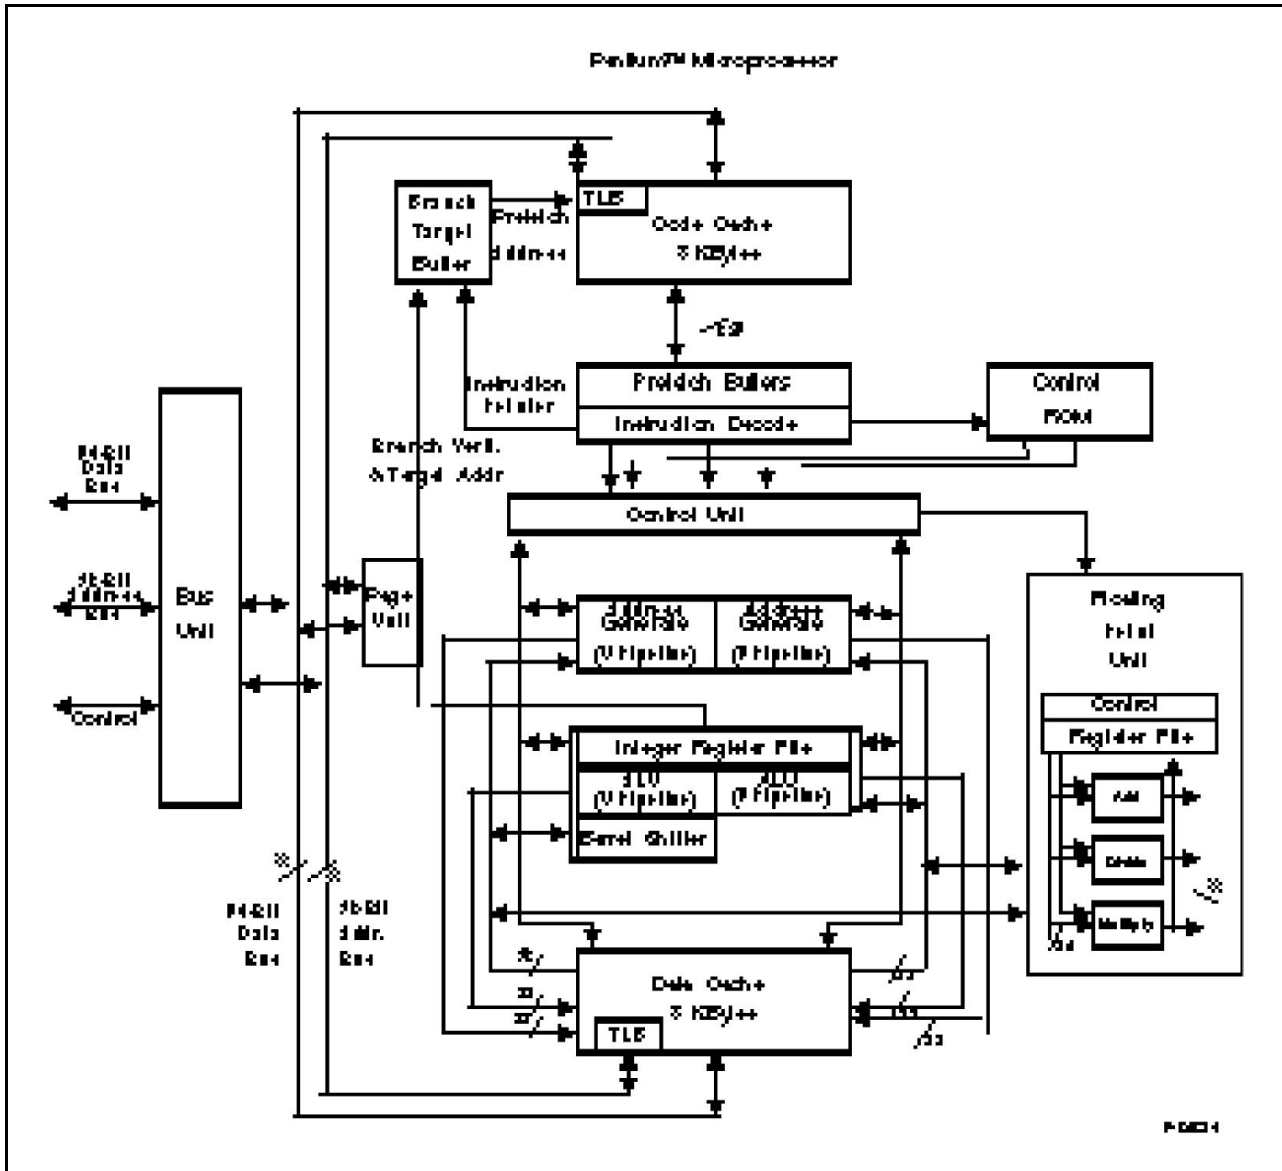 Pentium™ Microprocessor
Branch
Target
Buffer
Prefetch
Address
TLB
Code Cache
8 KBytes
Instruction
Pointer
Prefetch Buffers
Instruction Decode
Control
ROM
Branch Verif.
& Target Addr
Control Unit
64-Bit
Data
Bus
32-Bit
Address
Bus
Control
Bus
Unit
Page
Unit
Address
Generate
(U Pipeline)
Address
Generate
(V Pipeline)
Integer Register File
ALU
(U Pipeline)
ALU
(V Pipeline)
Barrel Shifter
Floating
Point
Unit
Control
Register File
Add
Divide
Multiply
64-Bit
Data
Bus
32-Bit
Addr.
Bus
Data Cache
8 KBytes
TLB
32
32
32